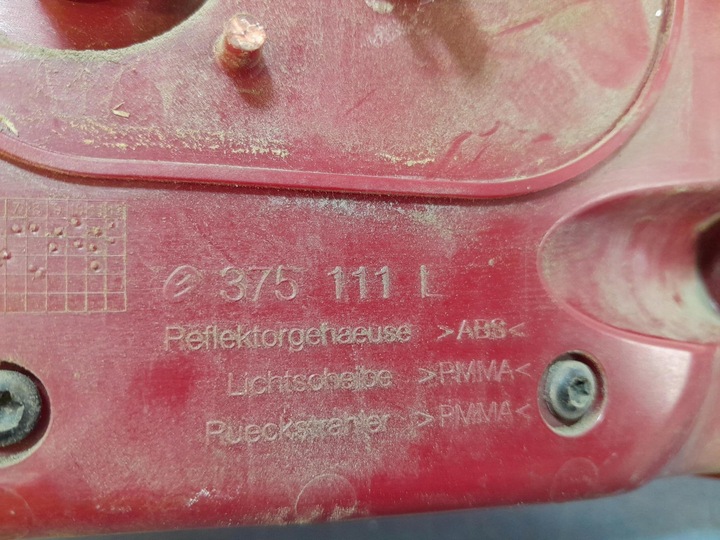 375 111 L
Reflektorgehaeuse >ABS<
Lichtscheibe >PMMA<
Rueckstrahler >PMMA<